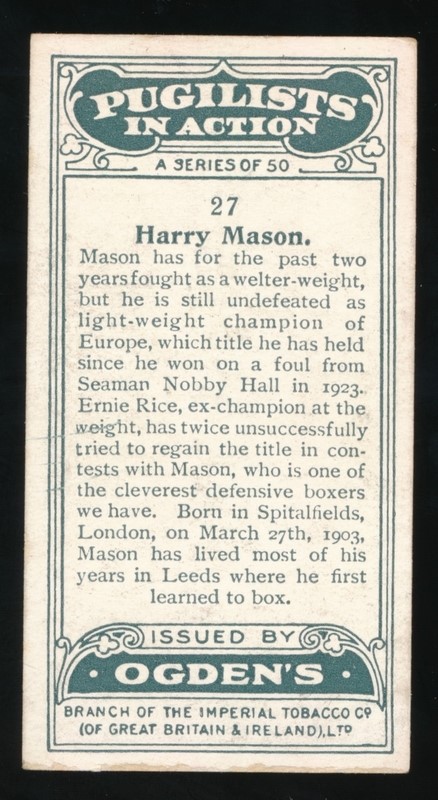 PUGILISTS
IN ACTION
A SERIES OF 50
27
Harry Mason.
Mason has for the past two
years fought as a welter-weight,
but he is still undefeated as
light-weight champion of
Europe, which title he has held
since he won on a foul from
Seaman Nobby Hall in 1923.
Ernie Rice, ex-champion at the
weight, has twice unsuccessfully
tried to regain the title in con-
tests with Mason, who is one of
the cleverest defensive boxers
we have. Born in Spitalfields,
London, on March 27th, 1903,
Mason has lived most of his
years in Leeds where he first
learned to box.
ISSUED BY
· OGDEN'S ·
BRANCH OF THE IMPERIAL TOBACCO Co
(OF GREAT BRITAIN & IRELAND), LTD